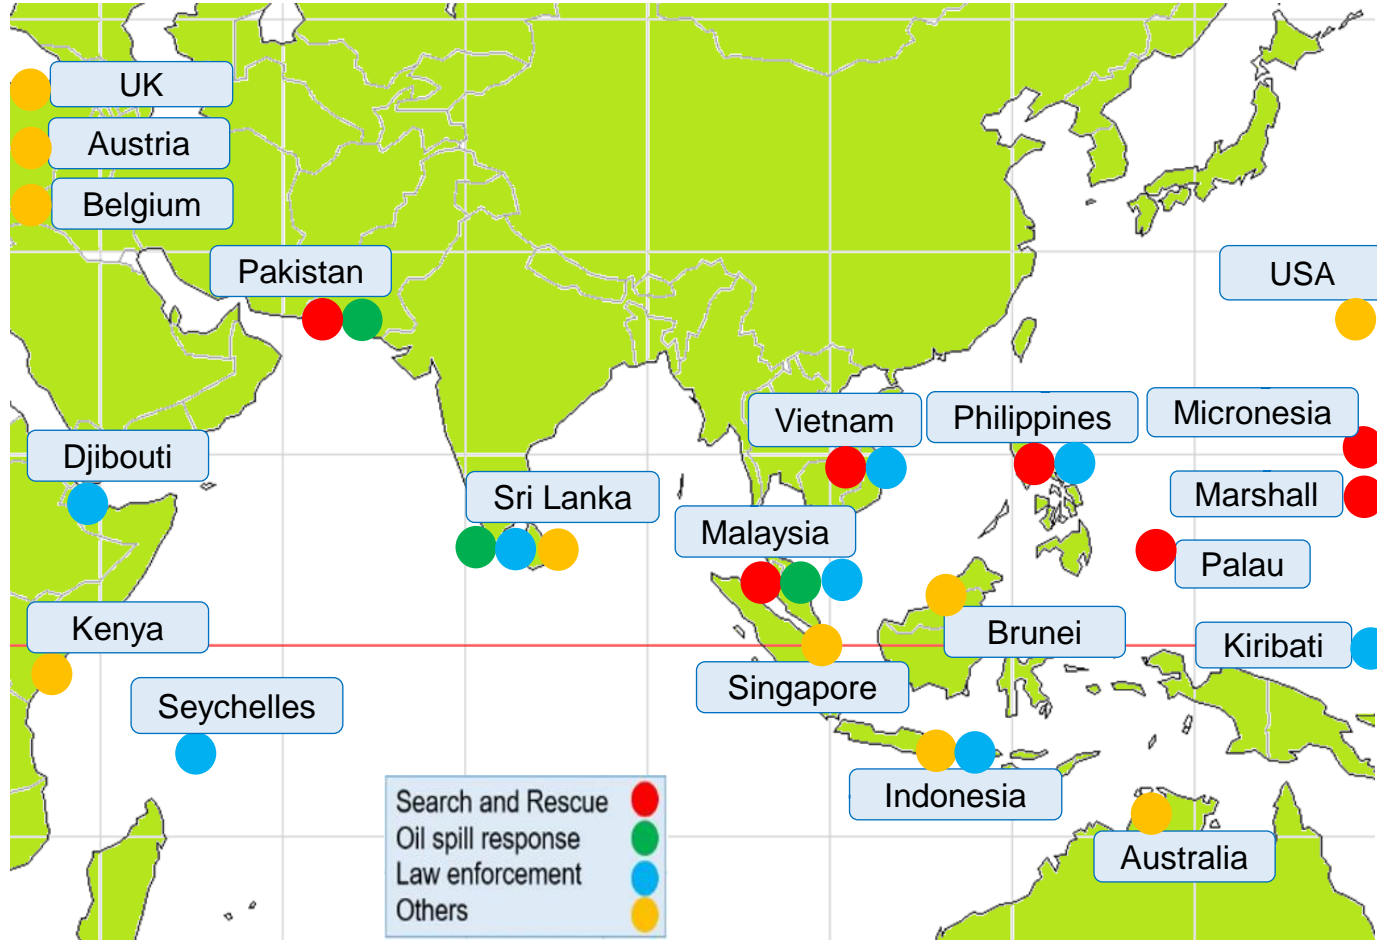 UK
Austria
Belgium
Pakistan
USA
Vietnam
Philippines
Micronesia
Djibouti
Sri Lanka
Marshall
Malaysia
Palau
Kenya
Brunei
Kiribati
Singapore
Seychelles
Indonesia
Australia
Search and Rescue
Oil spill response
Law enforcement
Others